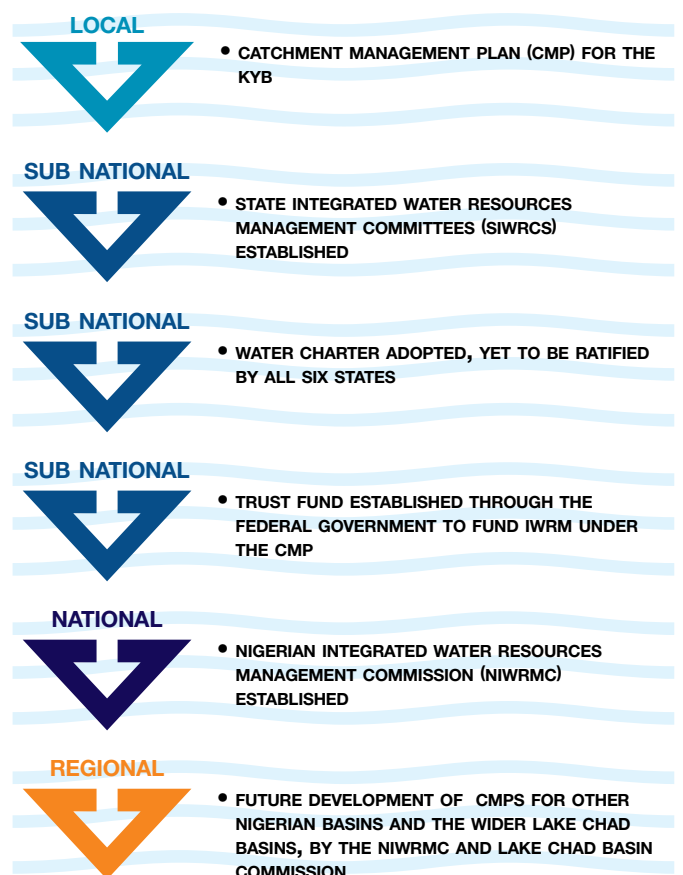 LOCAL
• CATCHMENT MANAGEMENT PLAN (CMP) FOR THE
KYB
SUB NATIONAL
• STATE INTEGRATED WATER RESOURCES
MANAGEMENT COMMITTEES (SIWRCS)
ESTABLISHED
SUB NATIONAL
• WATER CHARTER ADOPTED, YET TO BE RATIFIED
BY ALL SIX STATES
SUB NATIONAL
• TRUST FUND ESTABLISHED THROUGH THE
FEDERAL GOVERNMENT TO FUND IWRM UNDER
THE CMP
NATIONAL
• NIGERIAN INTEGRATED WATER RESOURCES
MANAGEMENT COMMISSION (NIWRMC)
ESTABLISHED
REGIONAL
• FUTURE DEVELOPMENT OF CMPS FOR OTHER
NIGERIAN BASINS AND THE WIDER LAKE CHAD
BASINS, BY THE NIWRMC AND LAKE CHAD BASIN
COMMISSION